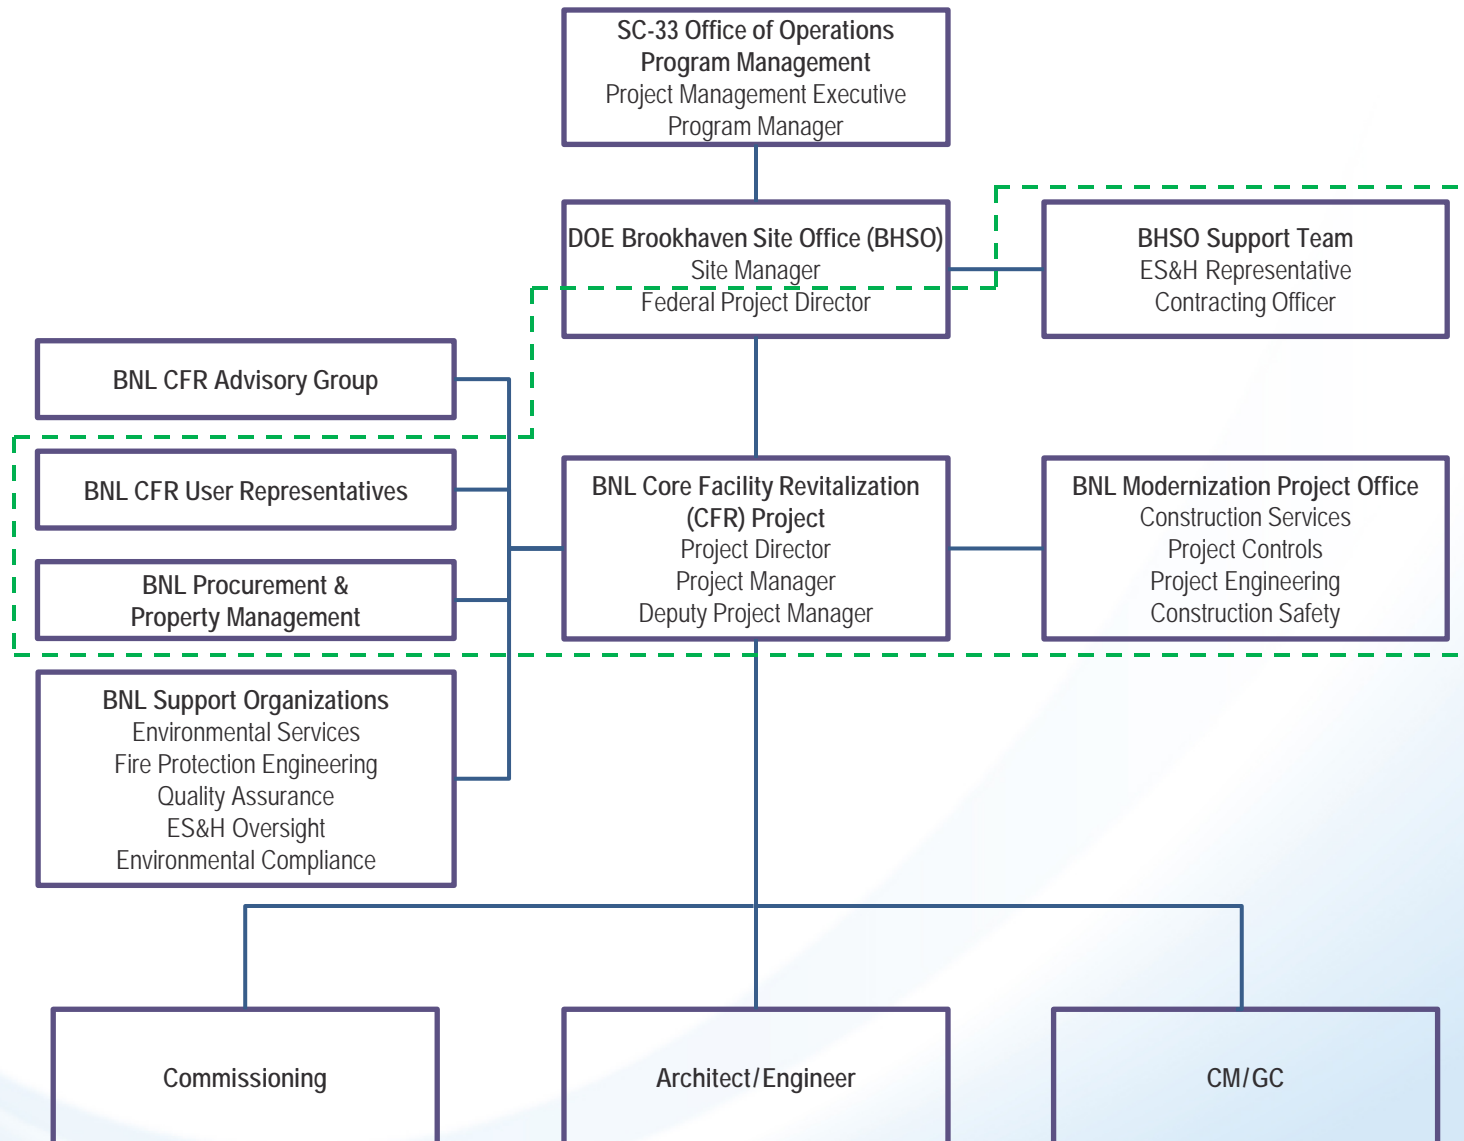 SC-33 Office of Operations
Program Management
Project Management Executive
Program Manager
DOE Brookhaven Site Office (BHSO)
Site Manager
Federal Project Director
BHSO Support Team
ES&H Representative
Contracting Officer
BNL CFR Advisory Group
BNL CFR User Representatives
BNL Procurement &
Property Management
BNL Core Facility Revitalization
(CFR) Project
Project Director
Project Manager
Deputy Project Manager
BNL Modernization Project Office
Construction Services
Project Controls
Project Engineering
Construction Safety
BNL Support Organizations
Environmental Services
Fire Protection Engineering
Quality Assurance
ES&H Oversight
Environmental Compliance
Commissioning
Architect/Engineer
CM/GC